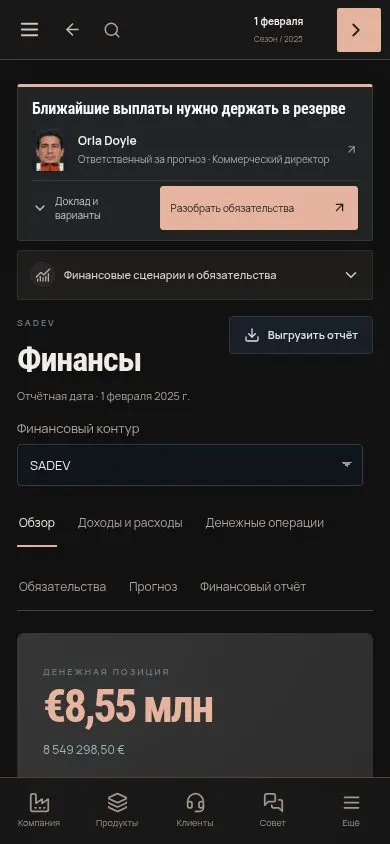 1 февраля
Сезон / 2025
Ближайшие выплаты нужно держать в резерве
Orla Doyle
Ответственный за прогноз · Коммерческий директор
Доклад и
варианты
Разобрать обязательства
Финансовые сценарии и обязательства
SADEV
Выгрузить отчёт
Финансы
Отчётная дата · 1 февраля 2025 г.
Финансовый контур
SADEV
Обзор Доходы и расходы Денежные операции
Обязательства Прогноз Финансовый отчёт
ДЕНЕЖНАЯ ПОЗИЦИЯ
€8,55 млн
8 549 298,50 €
Компания Продукты Клиенты Совет Ещё